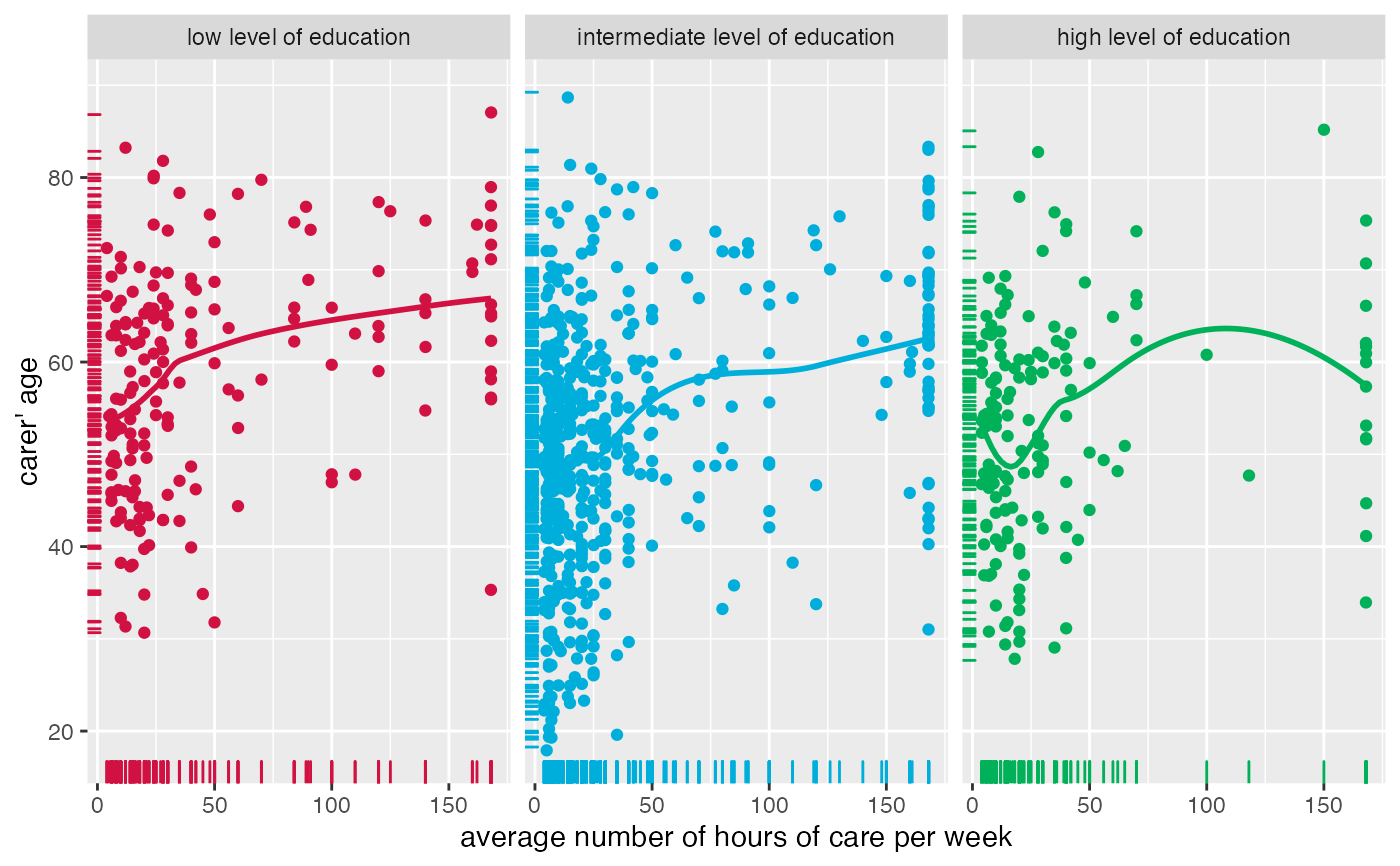 low level of education
intermediate level of education
high level of education
80
60
40
20
carer' age
0 50 100 150
0 50 100 150
0 50 100 150
average number of hours of care per week